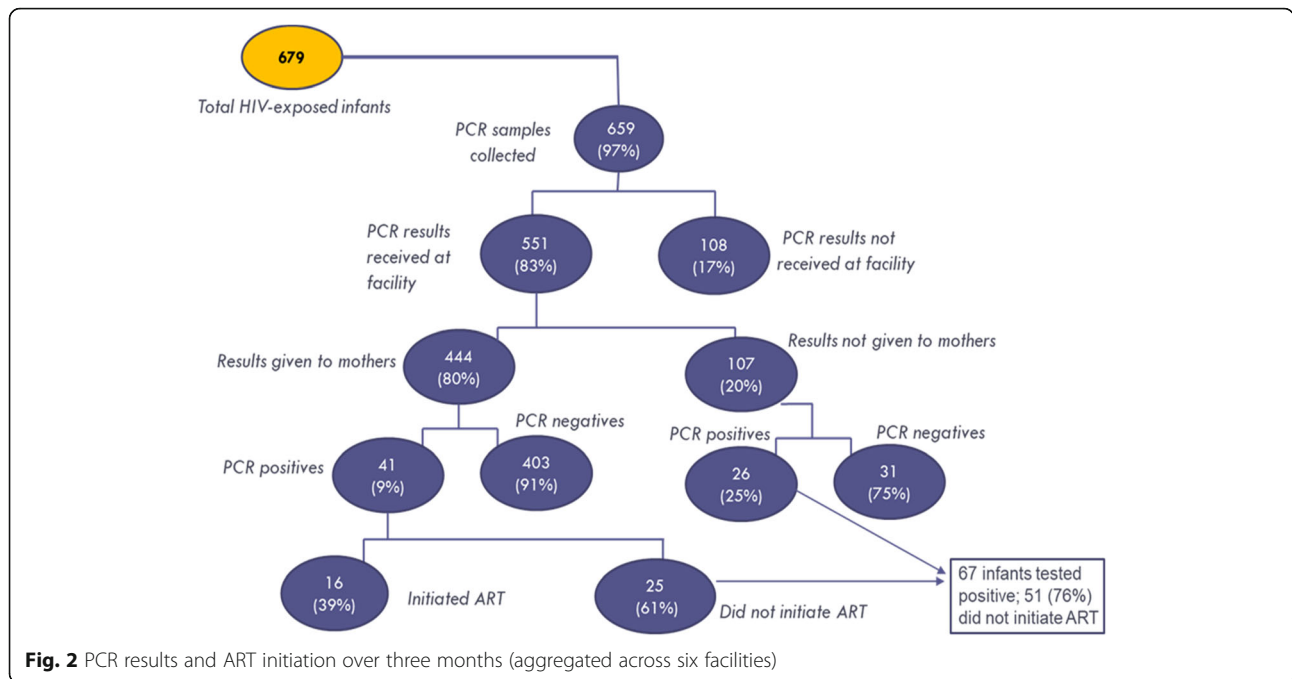 679
Total HIV-exposed infants
PCR samples
collected
659
(97%)
PCR results
received at
facility
551
(83%)
108
(17%)
PCR results not
received at facility
Results given to mothers
444
(80%)
107
(20%)
Results not given to mothers
PCR positives
41
(9%)
PCR negatives
403
(91%)
PCR positives
26
(25%)
PCR negatives
31
(75%)
16
(39%)
Initiated ART
25
(61%)
Did not initiate ART
67 infants tested
positive; 51 (76%)
did not initiate ART
Fig. 2 PCR results and ART initiation over three months (aggregated across six facilities)